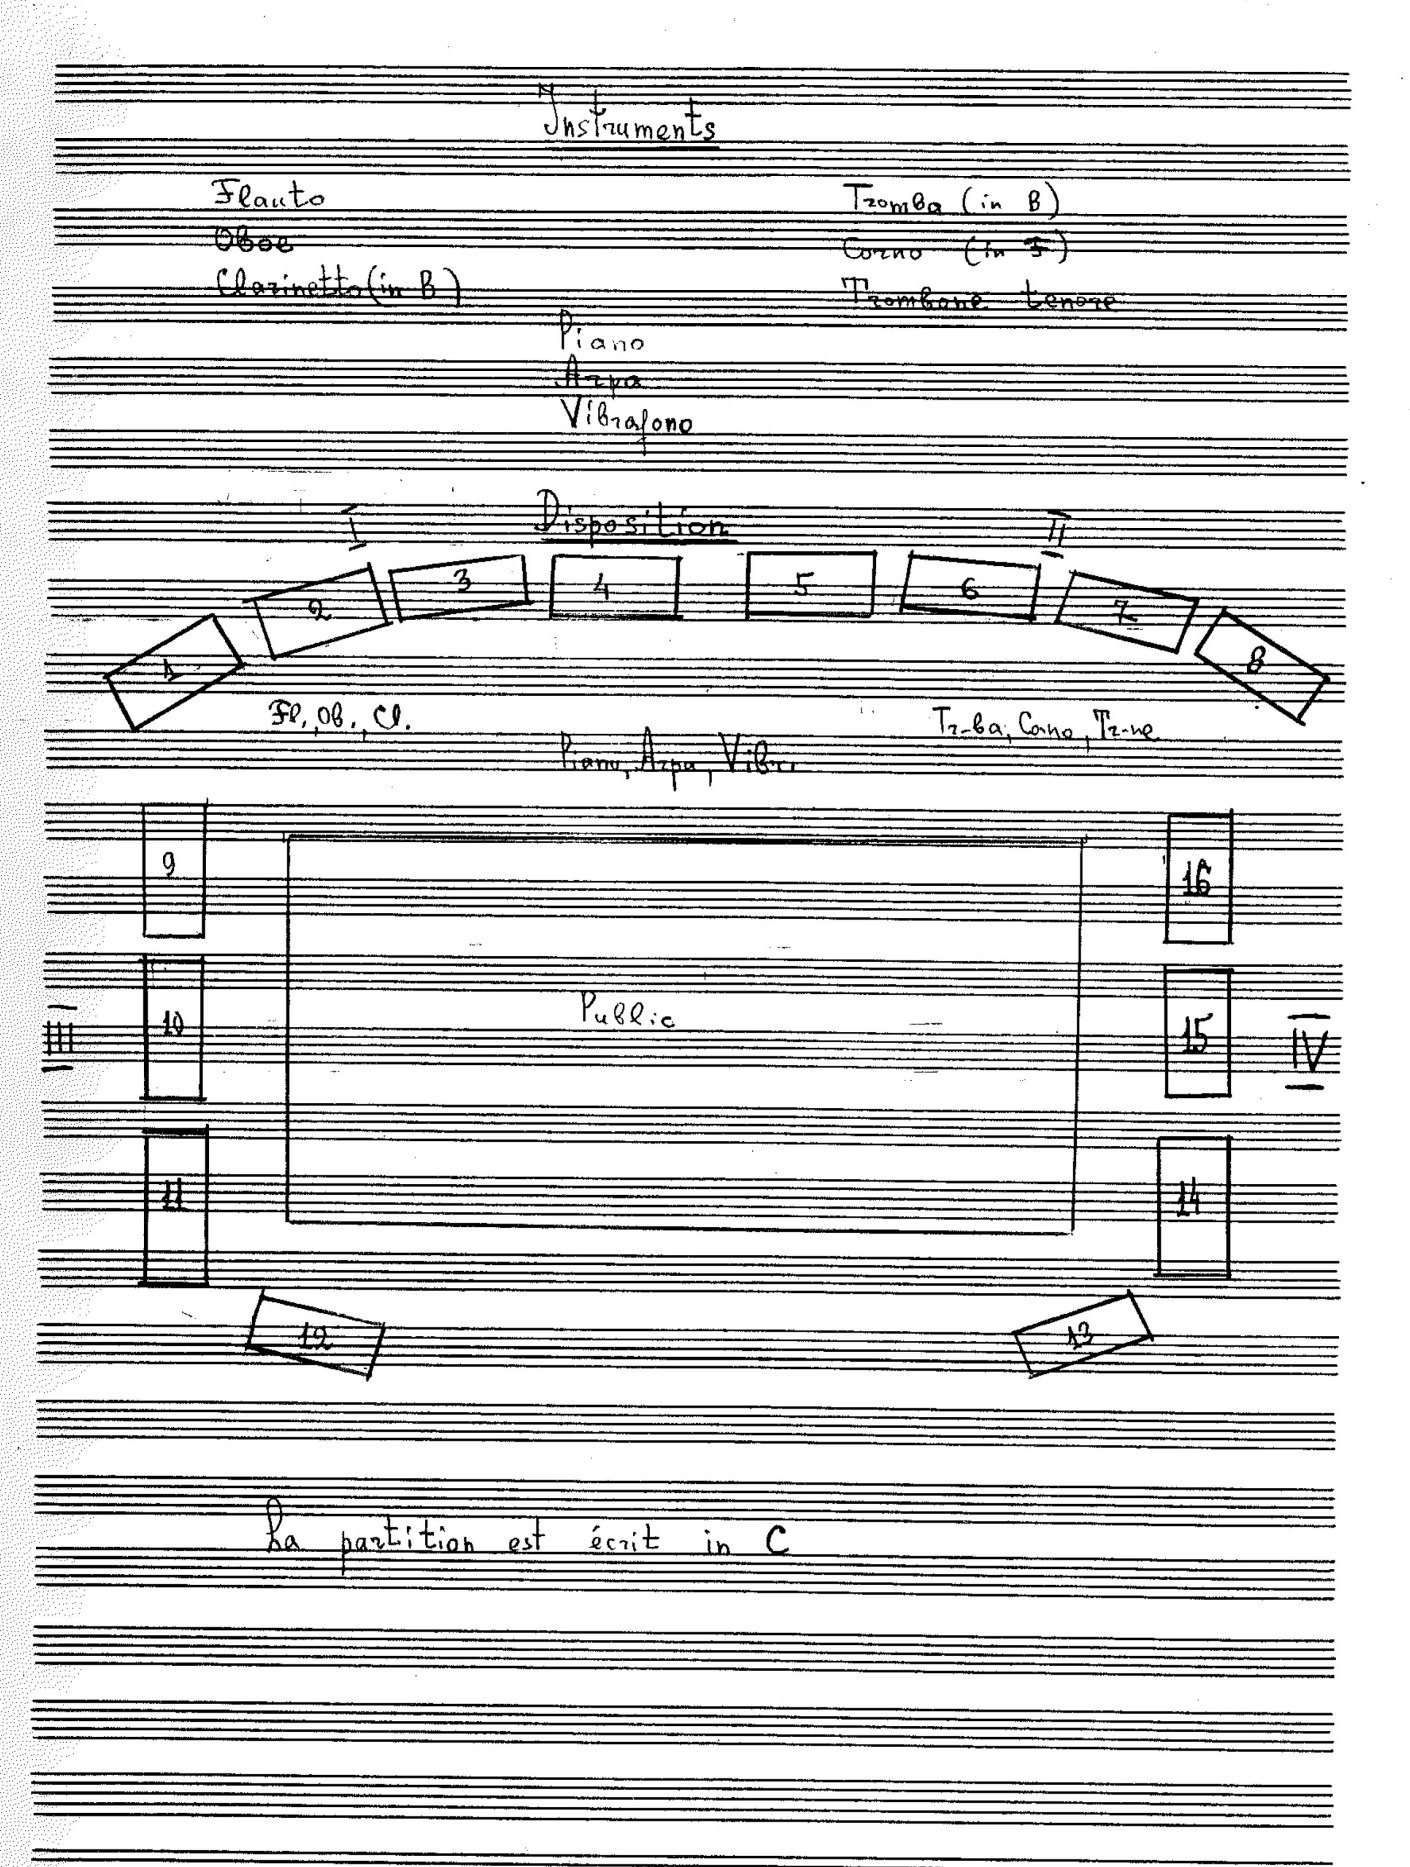 Instruments
Flauto
Oboe
Clarinetto (in B)
Tromba (in B)
Corno (in F)
Trombone tenore
Piano
Arpa
Vibrafono
Disposition
I
II
1 2 3 4 5 6 7 8
Fl., Ob., Cl.
Piano, Arpa, Vibr.
Tr-ba, Corno, Tr-ne
9
16
Public
III 10
15 IV
11
14
12
13
La partition est écrit in C